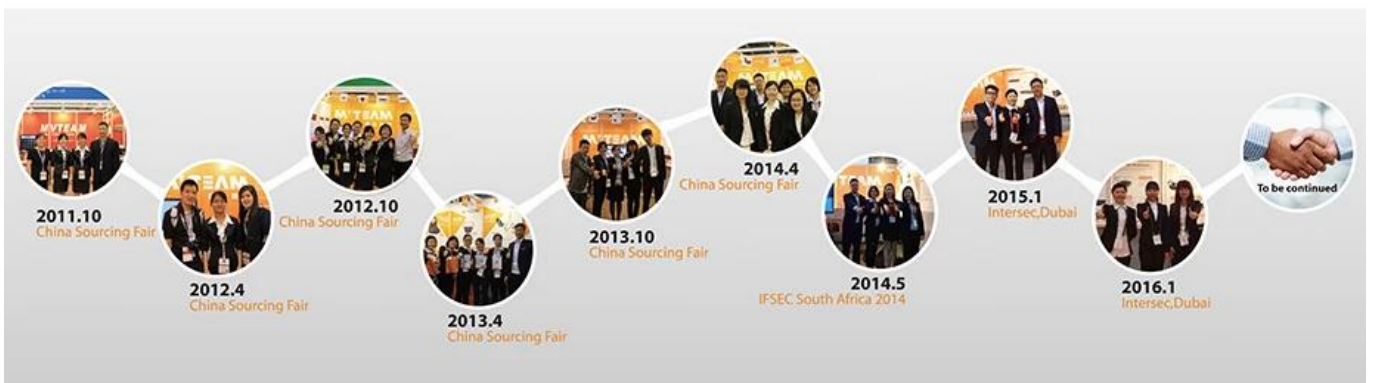 MVTEAM
2011.10
China Sourcing Fair
2012.4
China Sourcing Fair
MVTEAM
2012.10
China Sourcing Fair
2013.4
China Sourcing Fair
2013.10
China Sourcing Fair
2014.4
China Sourcing Fair
2014.5
IFSEC South Africa 2014
2015.1
Intersec,Dubai
2016.1
Intersec,Dubai
To be continued